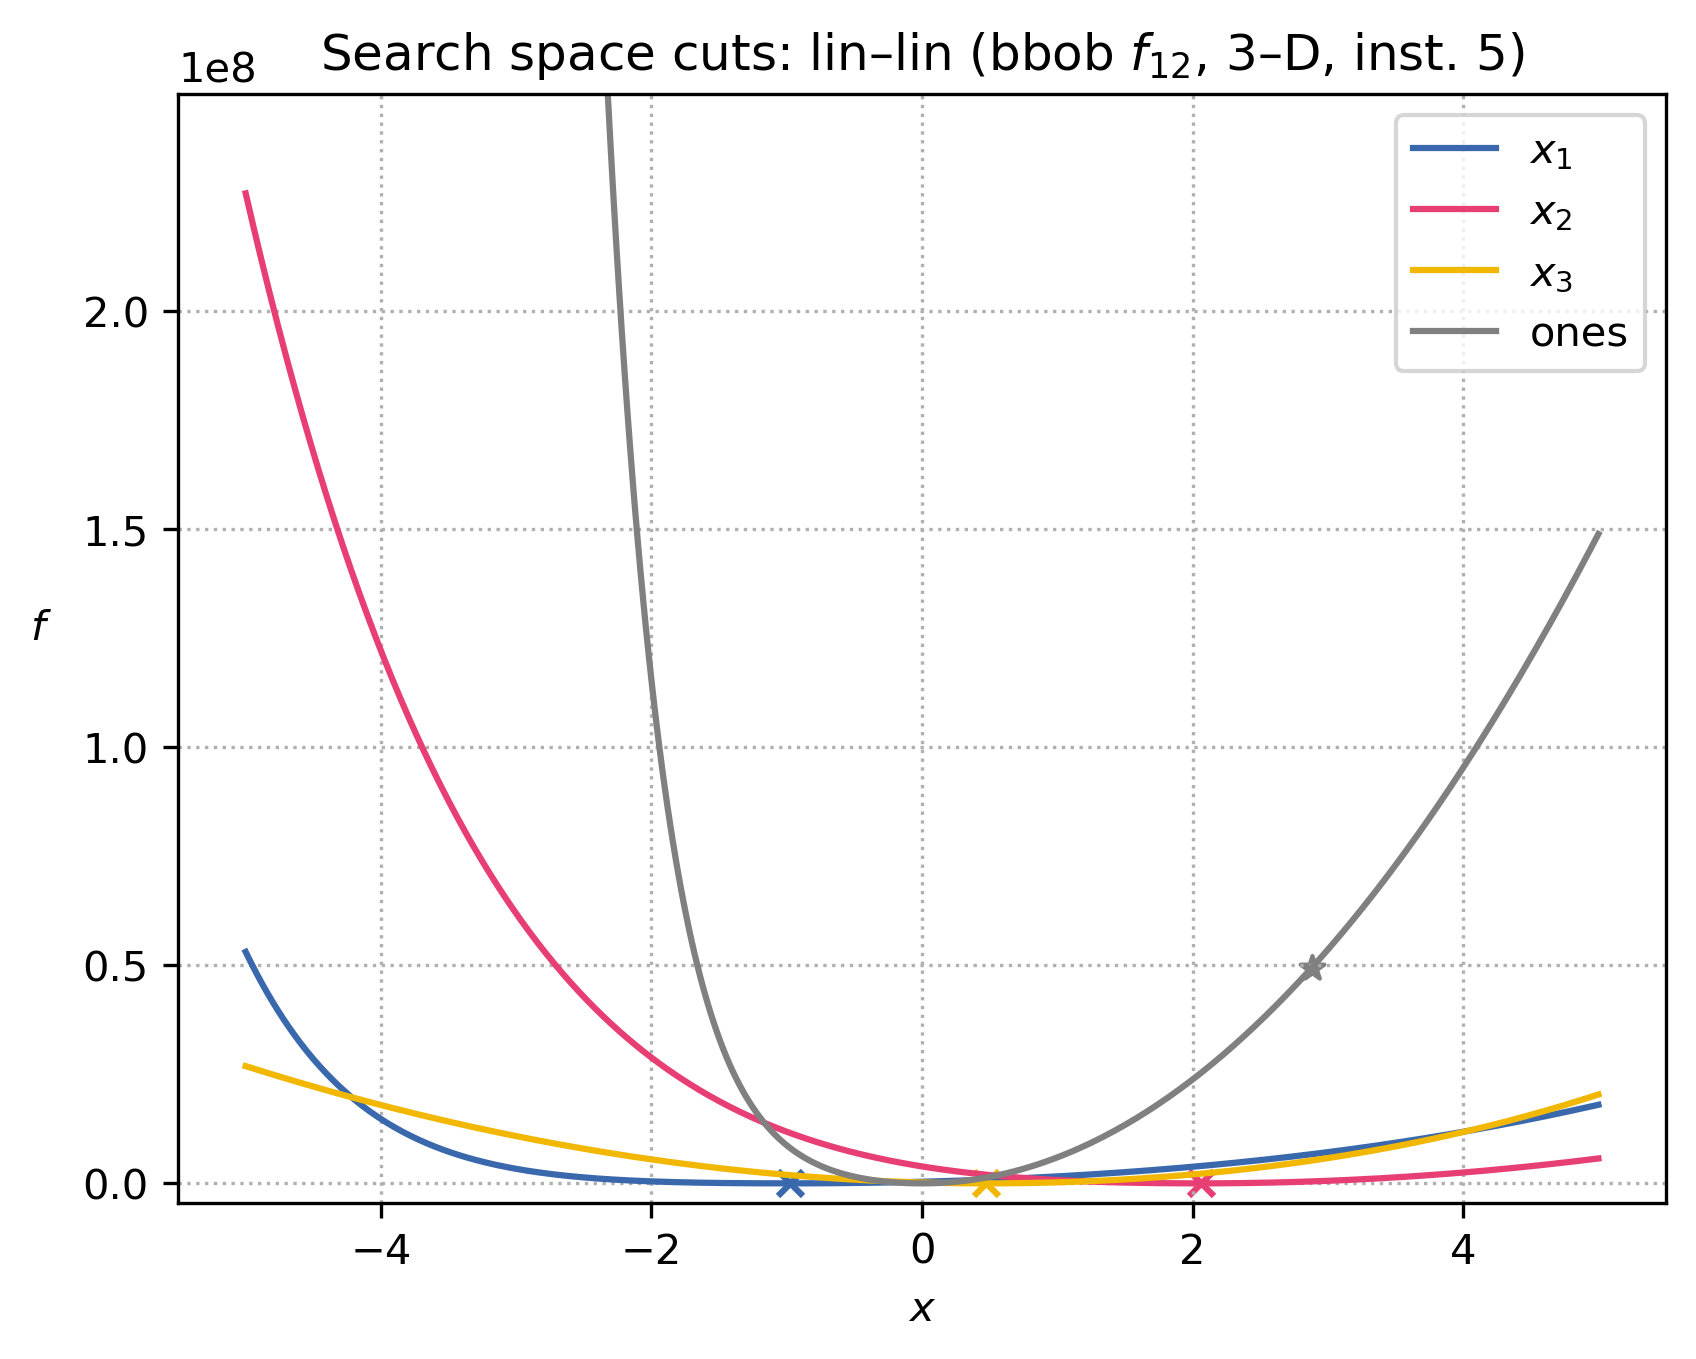 Search space cuts: lin–lin (bbob f₁₂, 3–D, inst. 5)
1e8
x₁
x₂
x₃
ones
2.0
1.5
1.0
0.5
0.0
f
−4 −2 0 2 4
x